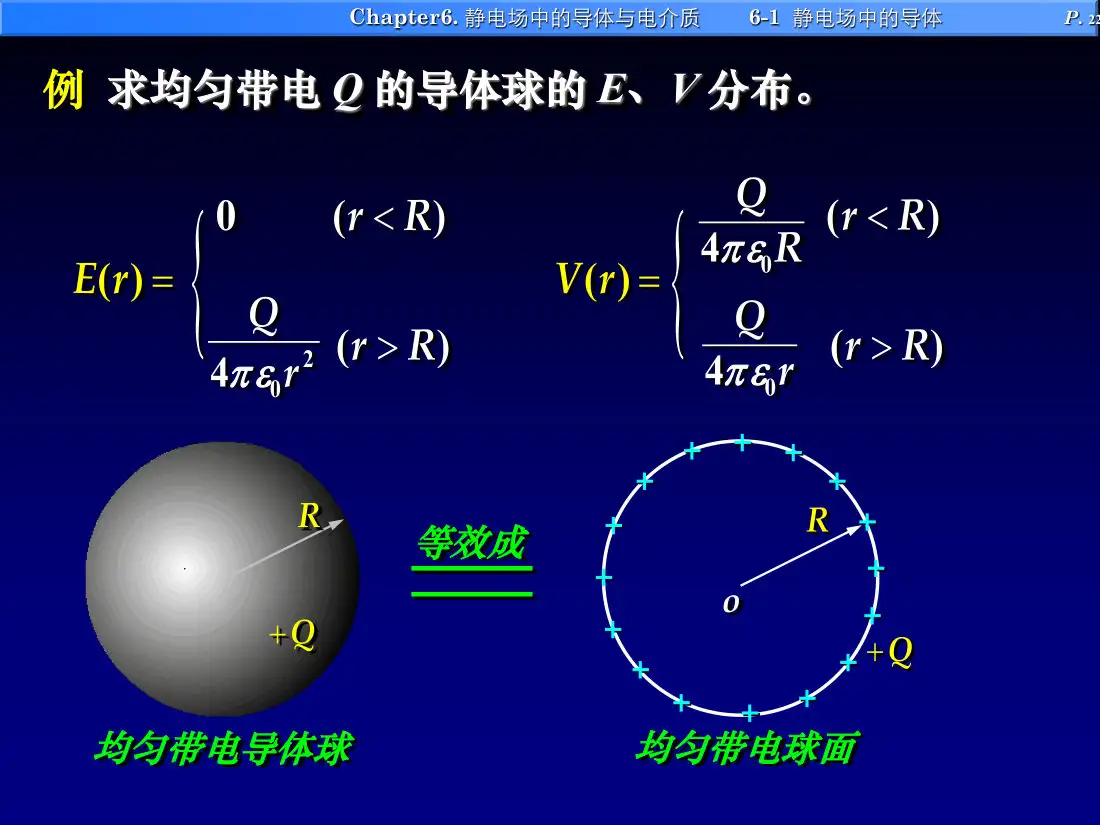 Chapter6. 静电场中的导体与电介质 6-1 静电场中的导体 P. 22
例 求均匀带电 Q 的导体球的 E、V 分布。
E(r) = { 0 (r < R)
Q / 4πε₀r² (r > R)
V(r) = { Q / 4πε₀R (r < R)
Q / 4πε₀r (r > R)
R
+Q
均匀带电导体球
等效成
R
o
+Q
均匀带电球面